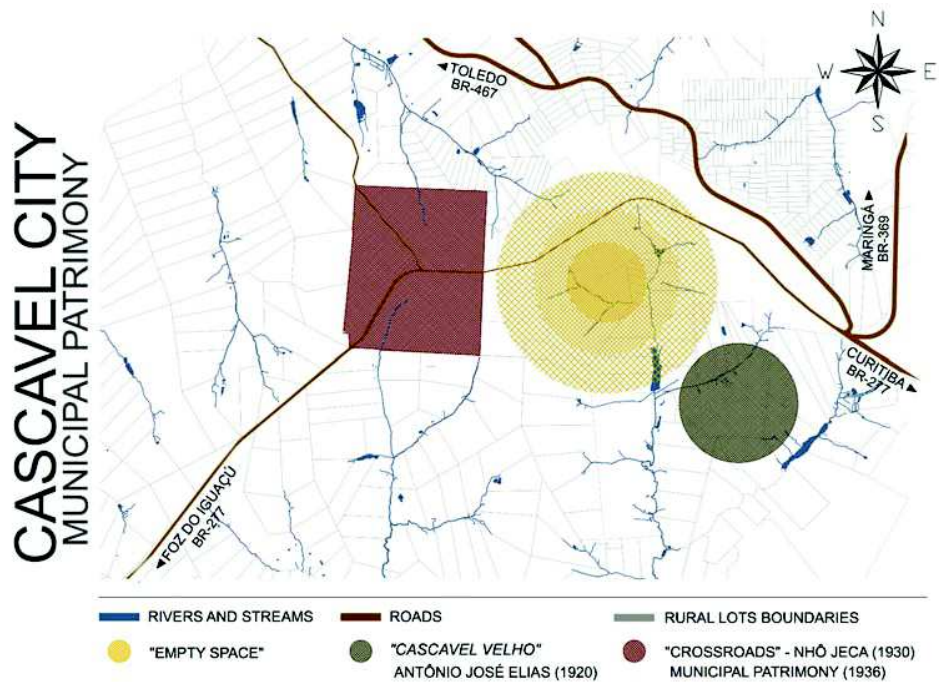 CASCAVEL CITY
MUNICIPAL PATRIMONY
N
W
E
S
TOLEDO
BR-467
MARINGÁ
BR-369
CURITIBA
BR-277
FOZ DO IGUAÇÚ
BR-277
RIVERS AND STREAMS
ROADS
RURAL LOTS BOUNDARIES
"EMPTY SPACE"
"CASCAVEL VELHO"
ANTÔNIO JOSÉ ELIAS (1920)
"CROSSROADS" - NHÔ JECA (1930)
MUNICIPAL PATRIMONY (1936)